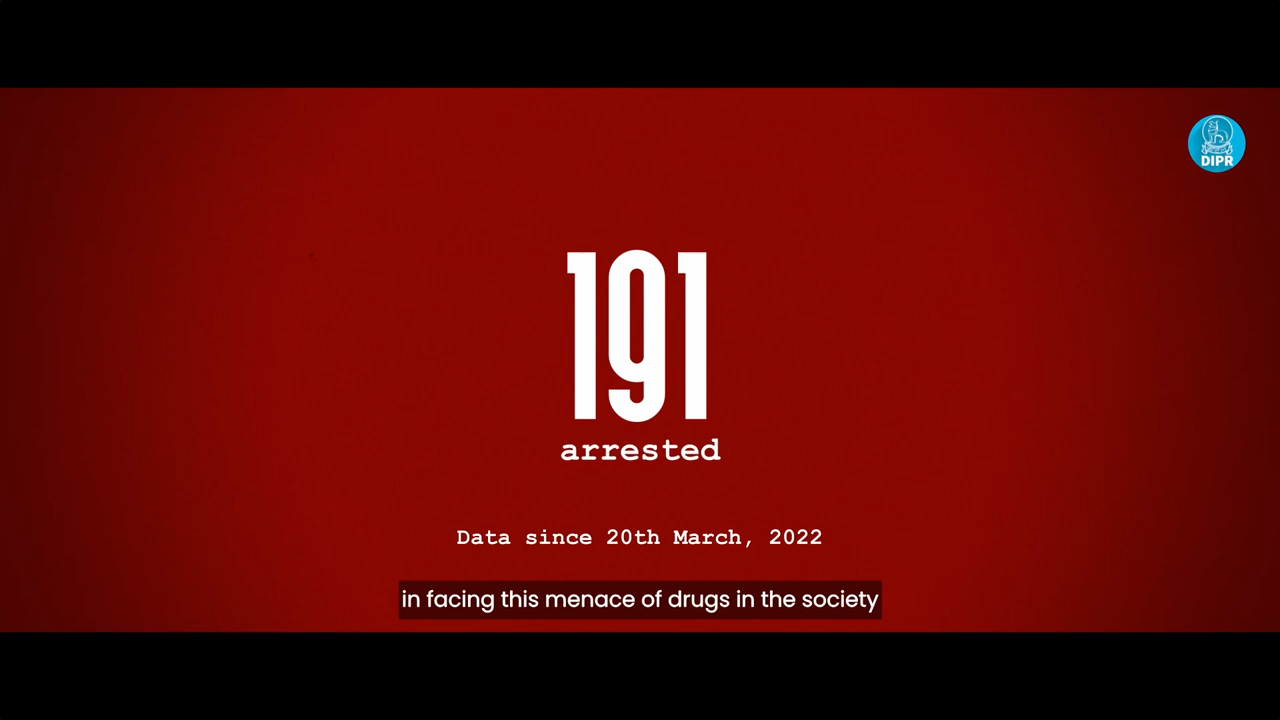 DIPR
191
arrested
Data since 20th March, 2022
in facing this menace of drugs in the society